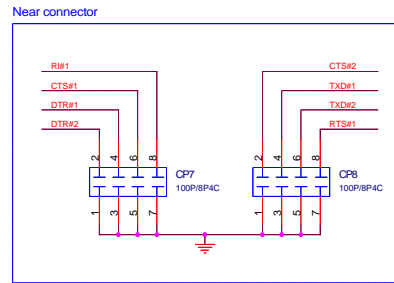 Near connector
RI#1
CTS#1
DTR#1
DTR#2
CTS#2
TXD#1
TXD#2
RTS#1
2 4 6 8
CP7
100P/8P4C
1 3 5 7
2 4 6 8
CP8
100P/8P4C
1 3 5 7